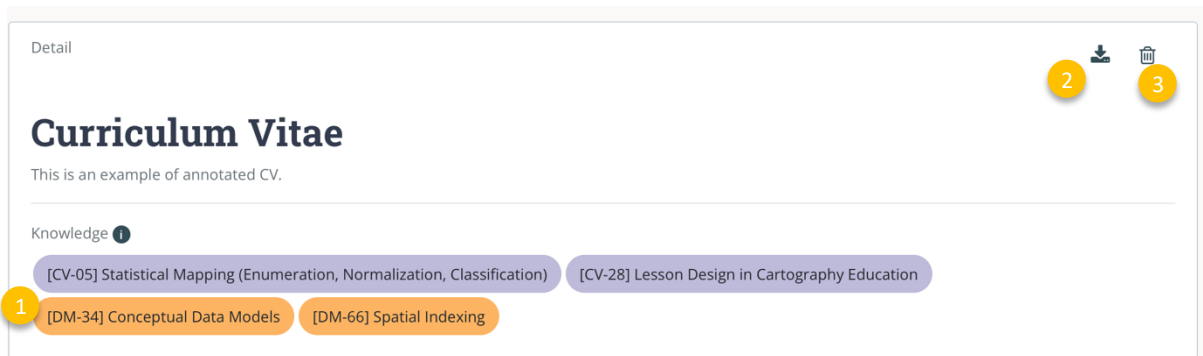 Detail
2
3
Curriculum Vitae
This is an example of annotated CV.
Knowledge i
[CV-05] Statistical Mapping (Enumeration, Normalization, Classification) [CV-28] Lesson Design in Cartography Education
1
[DM-34] Conceptual Data Models [DM-66] Spatial Indexing